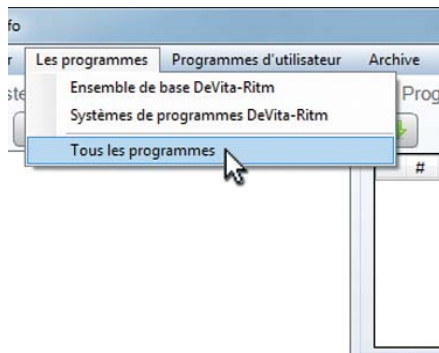 fo
r Les programmes Programmes d'utilisateur Archive
ste Prog
Ensemble de base DeVita-Ritm
Systèmes de programmes DeVita-Ritm
Tous les programmes
#